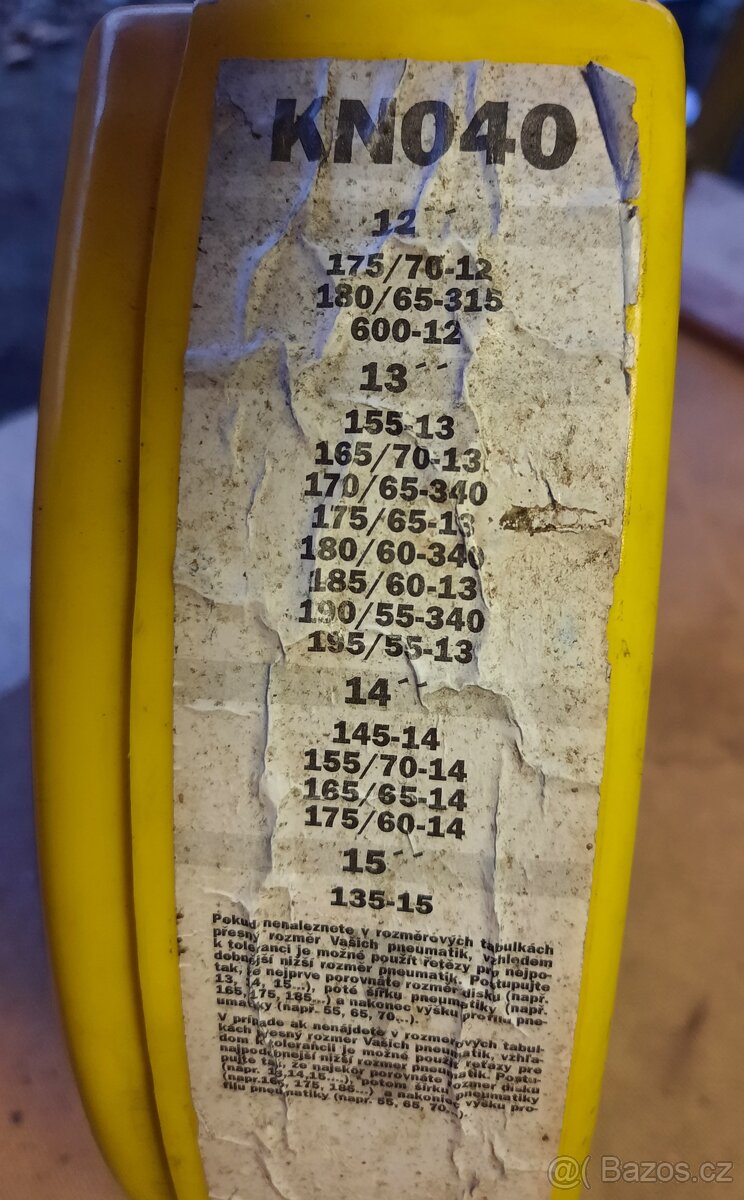 KN040
12´´
175/70-12
180/65-315
600-12
13´´
155-13
165/70-13
170/65-340
175/65-13
180/60-340
185/60-13
190/55-340
195/55-13
14´´
145-14
155/70-14
165/65-14
175/60-14
15´´
135-15
Pokud nenaleznete v rozměrových tabulkách
přesný rozměr Vašich pneumatik, vzhledem
k toleranci je možné použít řetězy pro nejpo-
dobnější nižší rozměr pneumatik. Postupujte
tak, že nejprve porovnáte rozměr disku (např.
13, 14, 15...), poté šířku pneumatiky (např.
165, 175, 185...) a nakonec výšku profilu pne-
umatiky (např. 55, 65, 70...).
V prípade ak nenájdete v rozmerových tabul-
kách presný rozmer Vašich pneumatik, vzhľa-
dom k tolerancii je možné použiť reťazy pre
najpodobnejší nižší rozmer pneumatik. Postu-
pujte tak, že najskôr porovnáte rozmer disku
(napr. 13,14,15....), potom šírku pneumatiky
(napr.165, 175, 185...) a nakoniec výšku pro-
filu pneumatiky (napr. 55, 65, 70...)
@( Bazoš.cz